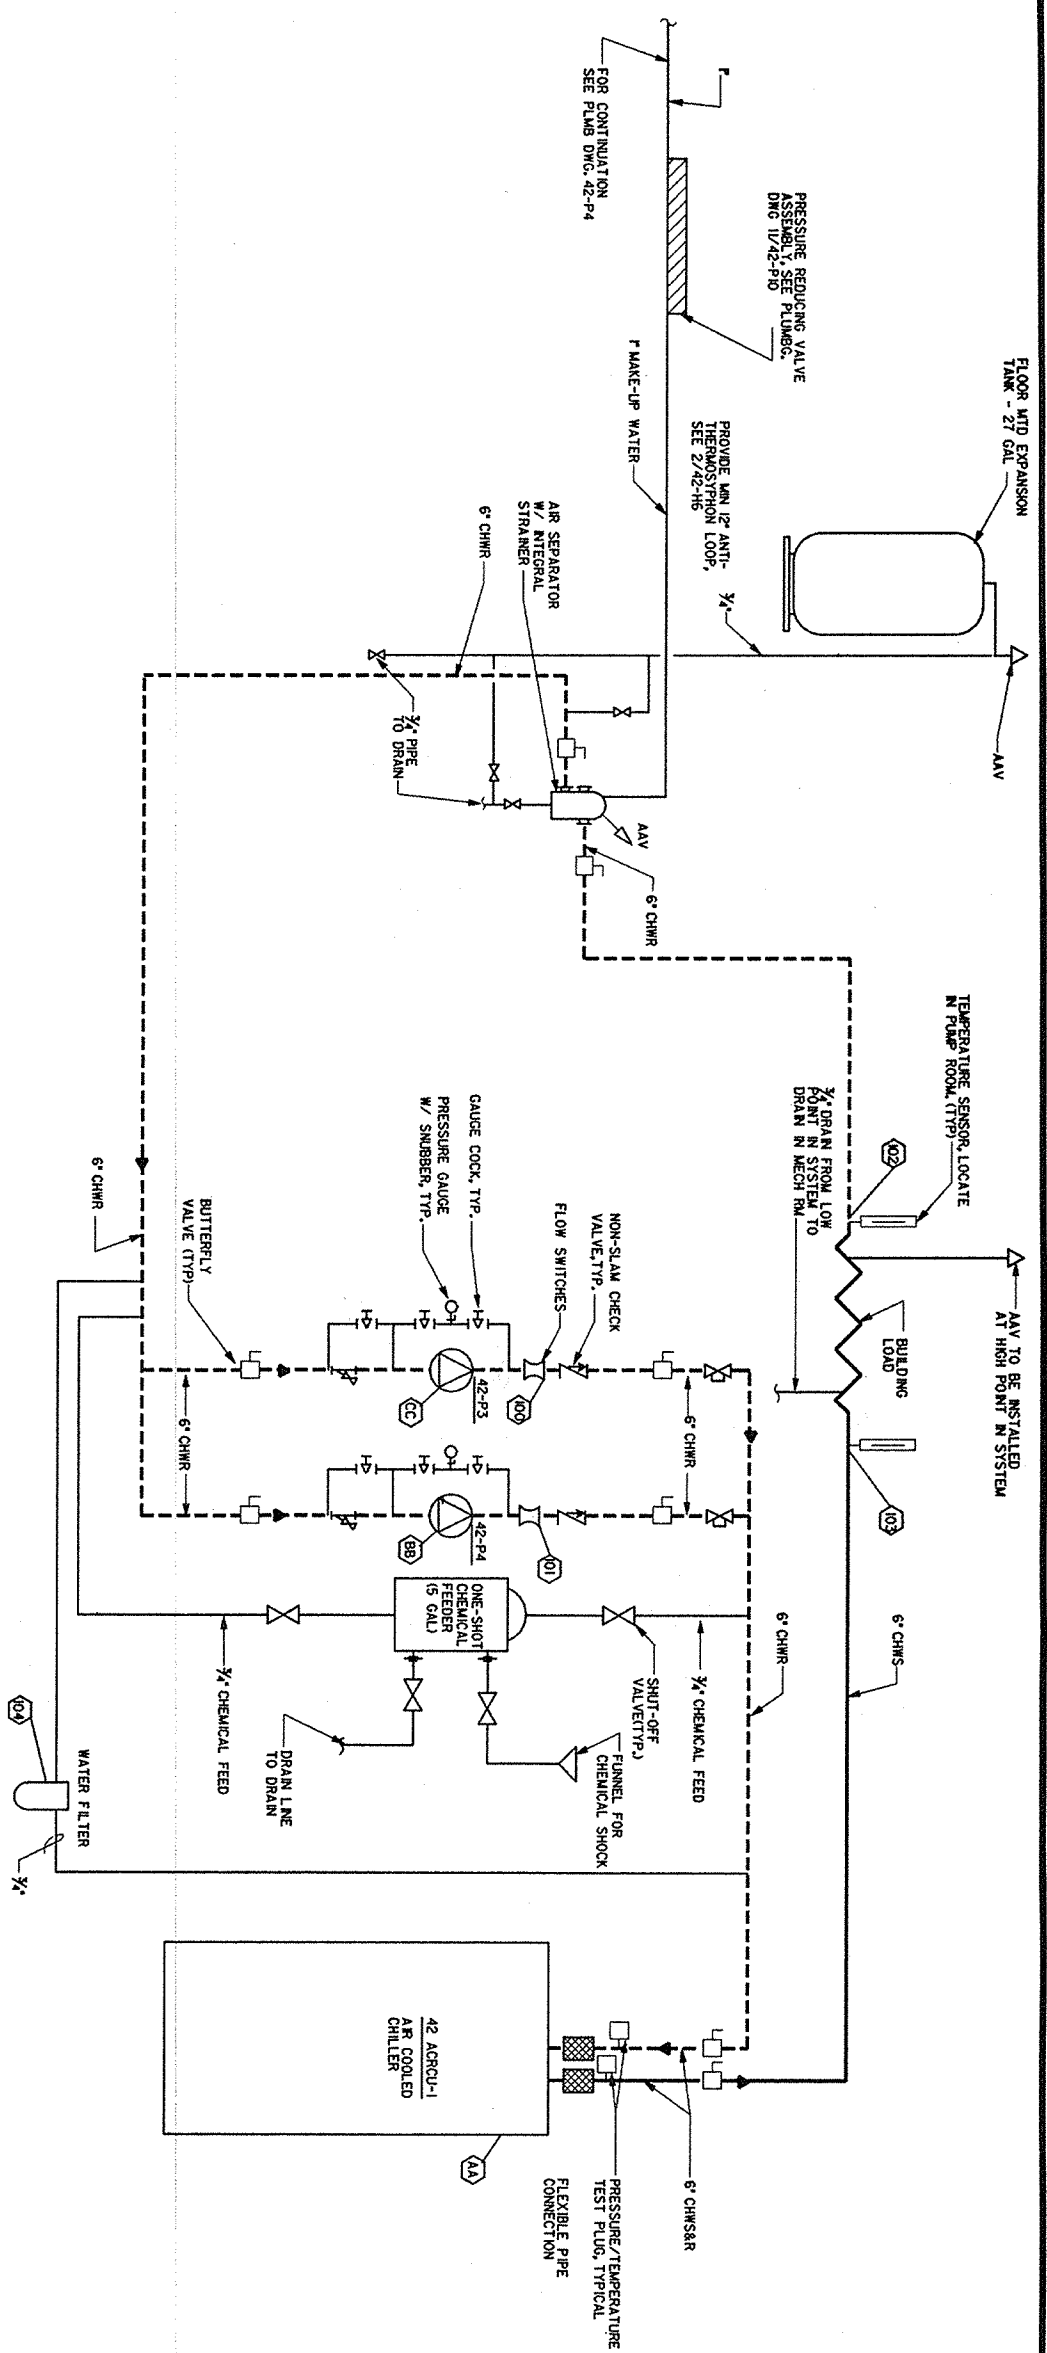 FOR CONTINUATION
SEE PLMB DWG. 42-P4
1"
PRESSURE REDUCING VALVE
ASSEMBLY, SEE PLUMBG.
DWG 11/42-P10
FLOOR MTD EXPANSION
TANK - 27 GAL
1" MAKE-UP WATER
PROVIDE MIN 12" ANTI-
THERMOSYPHON LOOP,
SEE 2/42-H6
3/4"
AAV
AIR SEPARATOR
W/ INTEGRAL
STRAINER
6" CHWR
3/4" PIPE
TO DRAIN
AAV
6" CHWR
TEMPERATURE SENSOR, LOCATE
IN PUMP ROOM. (TYP)
102
3/4" DRAIN FROM LOW
POINT IN SYSTEM TO
DRAIN IN MECH RM
AAV TO BE INSTALLED
AT HIGH POINT IN SYSTEM
BUILDING
LOAD
103
6" CHWS
6" CHWR
BUTTERFLY
VALVE (TYP)
GAUGE COCK, TYP.
PRESSURE GAUGE
W/ SNUBBER, TYP.
FLOW SWITCHES
NON-SLAM CHECK
VALVE, TYP.
42-P3
CC
100
6" CHWR
6" CHWR
42-P4
BB
101
ONE-SHOT
CHEMICAL
FEEDER
(5 GAL)
6" CHWR
3/4" CHEMICAL FEED
SHUT-OFF
VALVE(TYP.)
FUNNEL FOR
CHEMICAL SHOCK
3/4" CHEMICAL FEED
DRAIN LINE
TO DRAIN
104
WATER FILTER
3/4"
42 ACRCU-1
AIR COOLED
CHILLER
AA
6" CHWS&R
PRESSURE/TEMPERATURE
TEST PLUG, TYPICAL
FLEXIBLE PIPE
CONNECTION